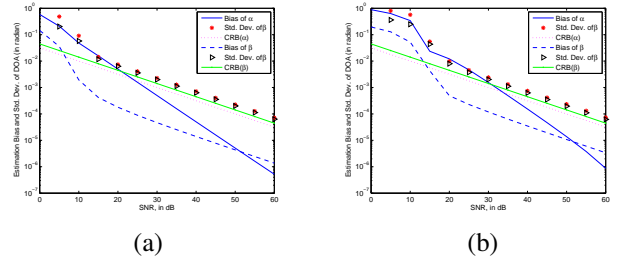 Estimation Bias and Std. Dev. of DOA (in radian)
10^0
10^-1
10^-2
10^-3
10^-4
10^-5
10^-6
10^-7
0 10 20 30 40 50 60
SNR, in dB
Bias of α
Std. Dev. of β
CRB(α)
Bias of β
Std. Dev. of β
CRB(β)
(a)
Estimation Bias and Std. Dev. of DOA (in radian)
10^0
10^-1
10^-2
10^-3
10^-4
10^-5
10^-6
10^-7
0 10 20 30 40 50 60
SNR, in dB
Bias of α
Std. Dev. of β
CRB(α)
Bias of β
Std. Dev. of β
CRB(β)
(b)